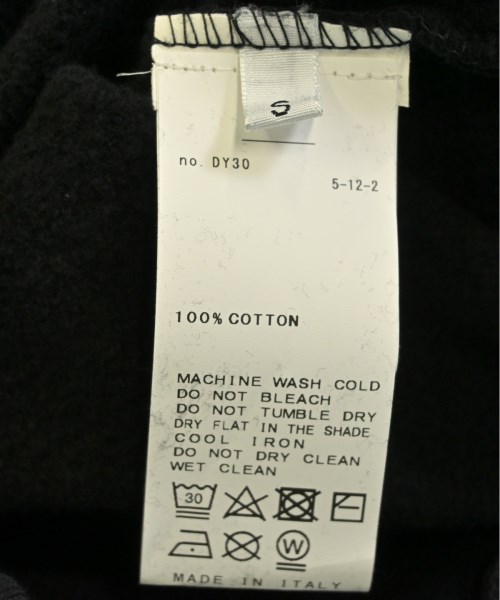 S
no. DY30
5-12-2
100% COTTON
MACHINE WASH COLD
DO NOT BLEACH
DO NOT TUMBLE DRY
DRY FLAT IN THE SHADE
COOL IRON
DO NOT DRY CLEAN
WET CLEAN
30
W
MADE IN ITALY